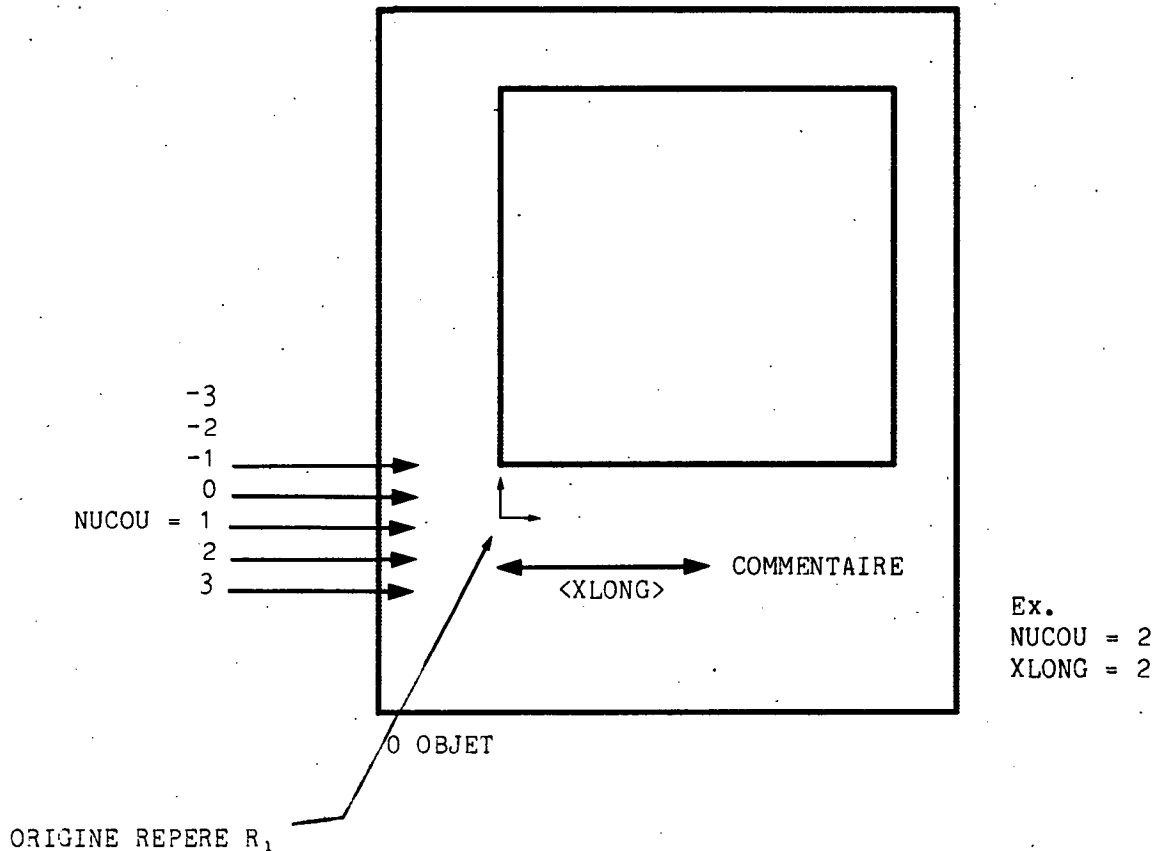 -3
-2
-1
0
NUCOU = 1
2
3
COMMENTAIRE
<XLONG>
Ex.
NUCOU = 2
XLONG = 2
O OBJET
ORIGINE REPERE R₁